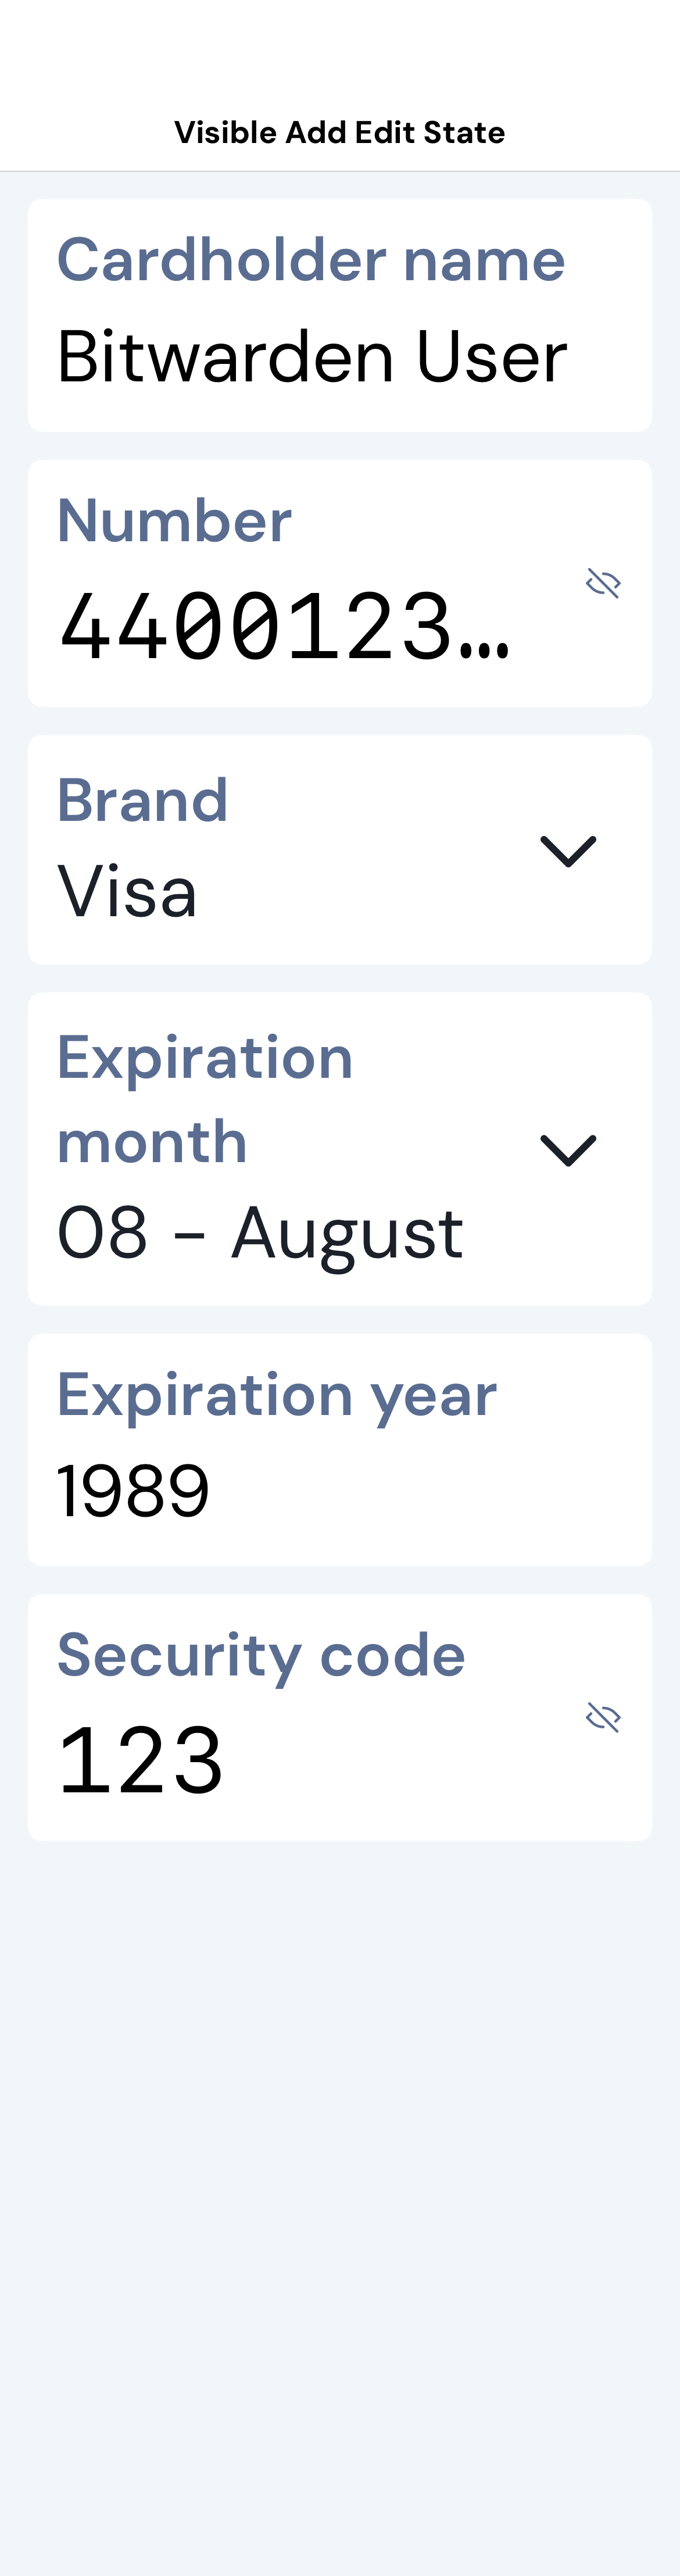 Visible Add Edit State
Cardholder name
Bitwarden User
Number
4400123…
Brand
Visa
Expiration
month
08 - August
Expiration year
1989
Security code
123